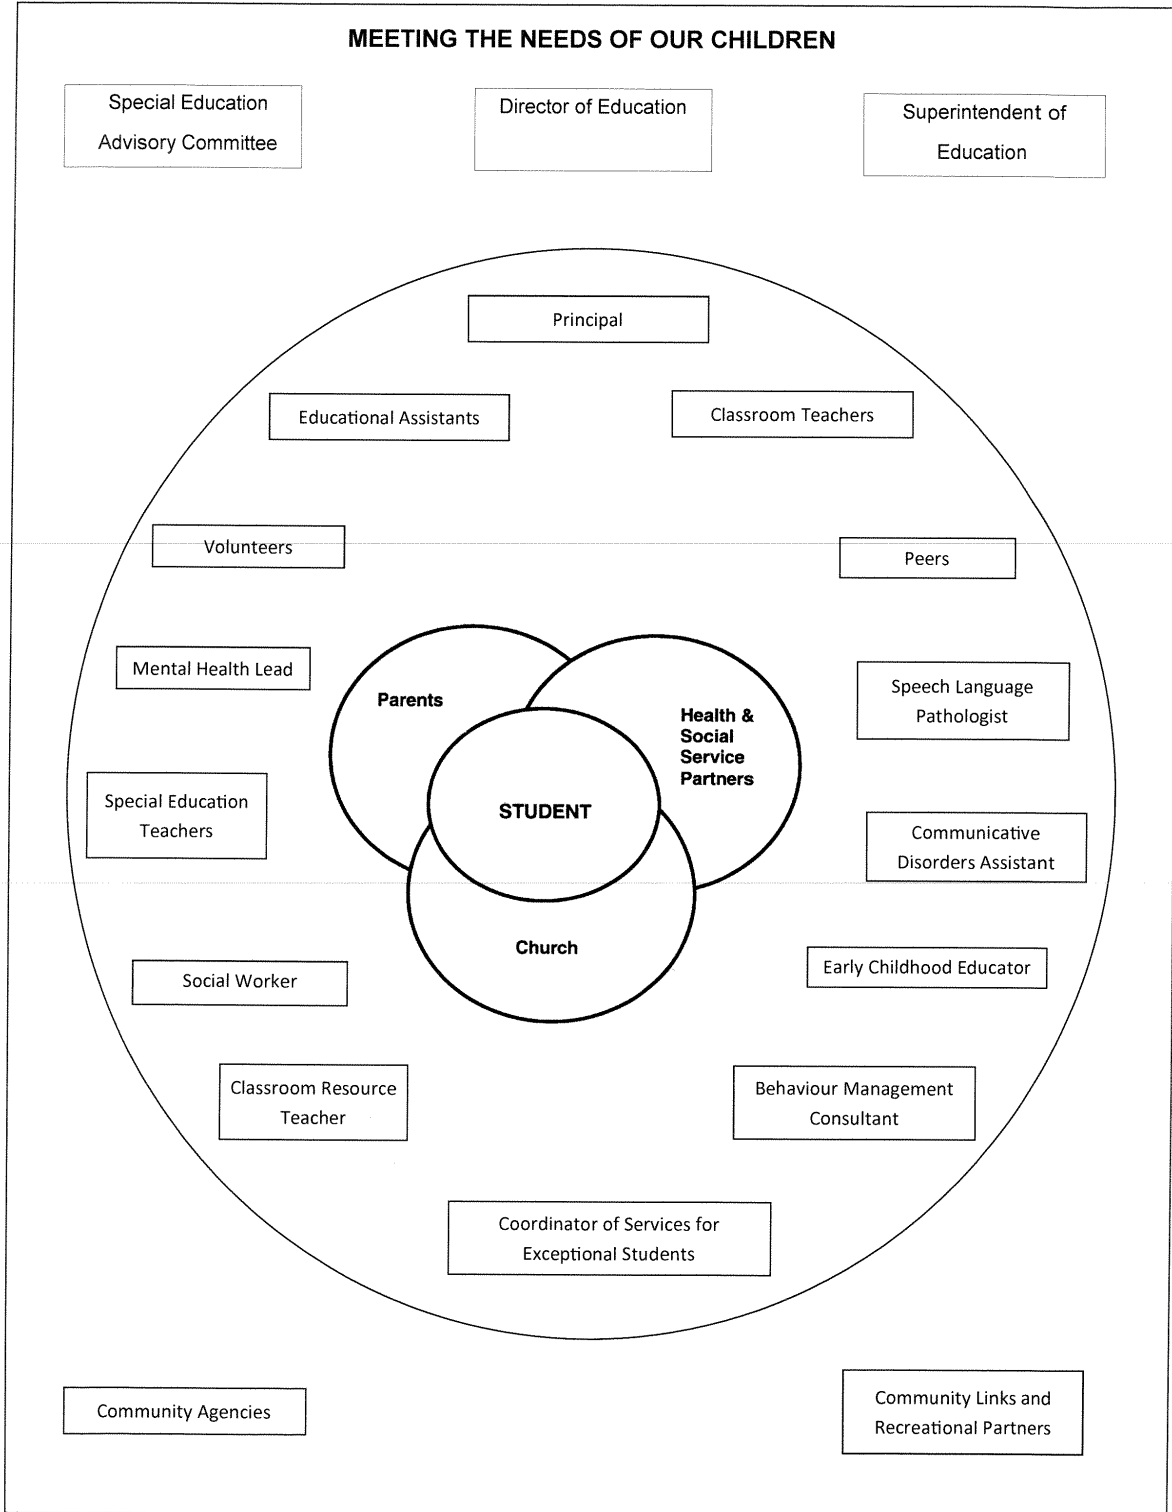 MEETING THE NEEDS OF OUR CHILDREN
Special Education
Advisory Committee
Director of Education
Superintendent of
Education
Principal
Educational Assistants
Classroom Teachers
Volunteers
Peers
Mental Health Lead
Speech Language
Pathologist
Parents
Health &
Social
Service
Partners
Special Education
Teachers
STUDENT
Communicative
Disorders Assistant
Church
Social Worker
Early Childhood Educator
Classroom Resource
Teacher
Behaviour Management
Consultant
Coordinator of Services for
Exceptional Students
Community Agencies
Community Links and
Recreational Partners